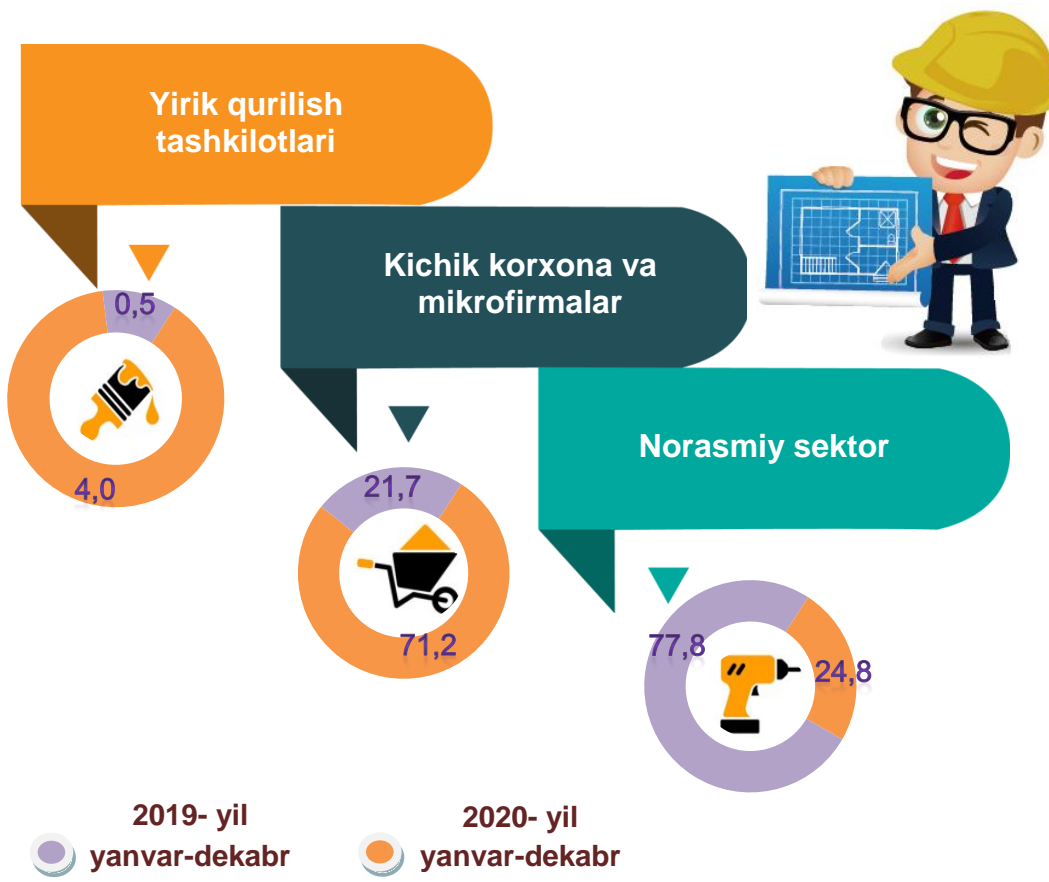 Yirik qurilish
tashkilotlari
Kichik korxona va
mikrofirmalar
Norasmiy sektor
0,5
4,0
21,7
71,2
77,8
24,8
2019- yil
yanvar-dekabr
2020- yil
yanvar-dekabr